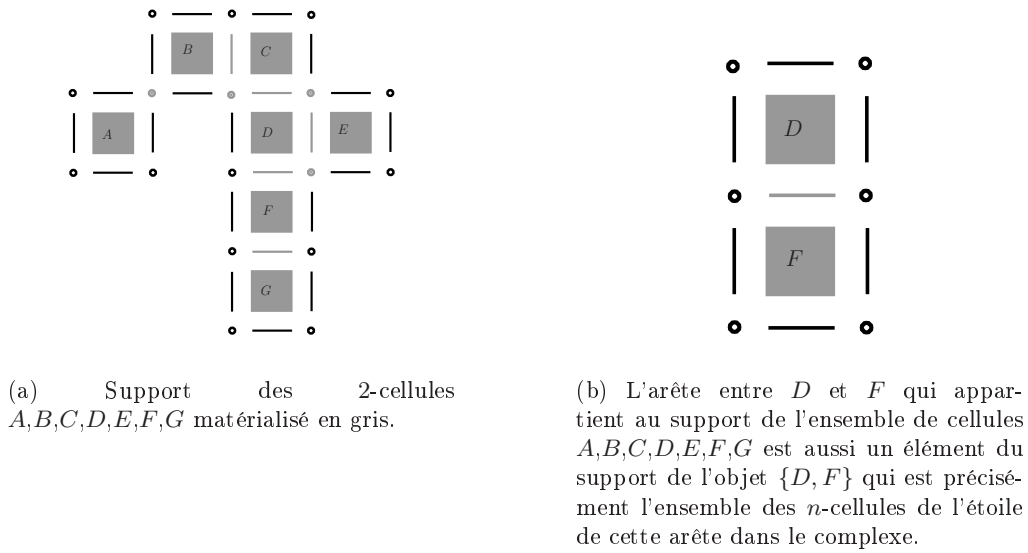 B C
A D E
F
G
(a) Support des 2-cellules
A,B,C,D,E,F,G matérialisé en gris.
D
F
(b) L'arête entre D et F qui appar-
tient au support de l'ensemble de cellules
A,B,C,D,E,F,G est aussi un élément du
support de l'objet {D, F} qui est précisé-
ment l'ensemble des n-cellules de l'étoile
de cette arête dans le complexe.